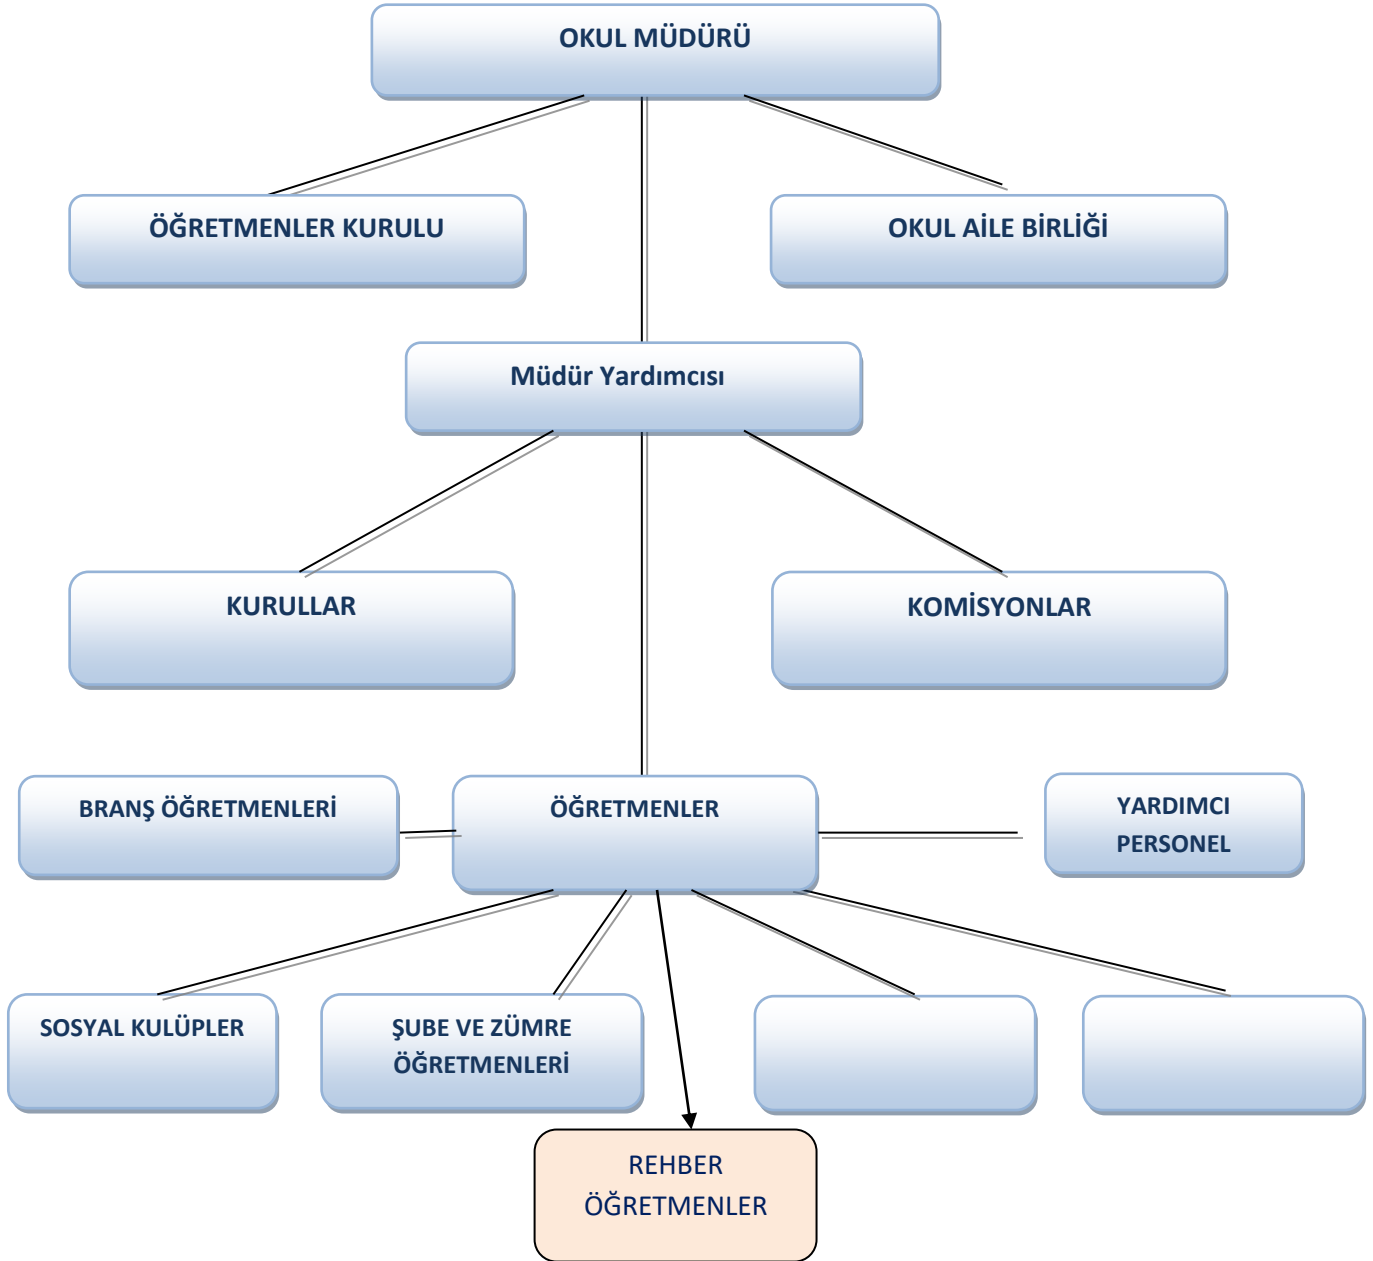 OKUL MÜDÜRÜ
ÖĞRETMENLER KURULU
OKUL AİLE BİRLİĞİ
Müdür Yardımcısı
KURULLAR
KOMİSYONLAR
BRANŞ ÖĞRETMENLERİ
ÖĞRETMENLER
YARDIMCI
PERSONEL
SOSYAL KULÜPLER
ŞUBE VE ZÜMRE
ÖĞRETMENLERİ
REHBER
ÖĞRETMENLER